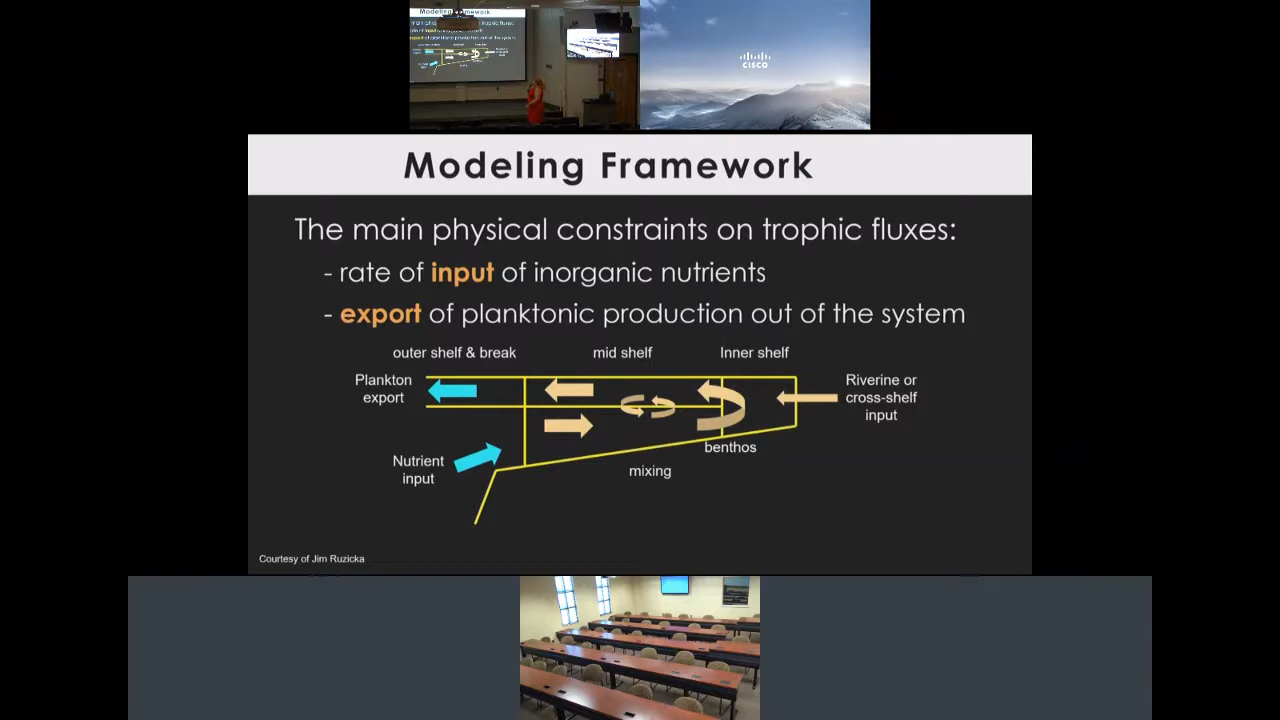 Modeling Framework
CISCO
Modeling Framework
The main physical constraints on trophic fluxes:
- rate of input of inorganic nutrients
- export of planktonic production out of the system
outer shelf & break
mid shelf
Inner shelf
Plankton
export
Riverine or
cross-shelf
input
benthos
Nutrient
input
mixing
Courtesy of Jim Ruzicka